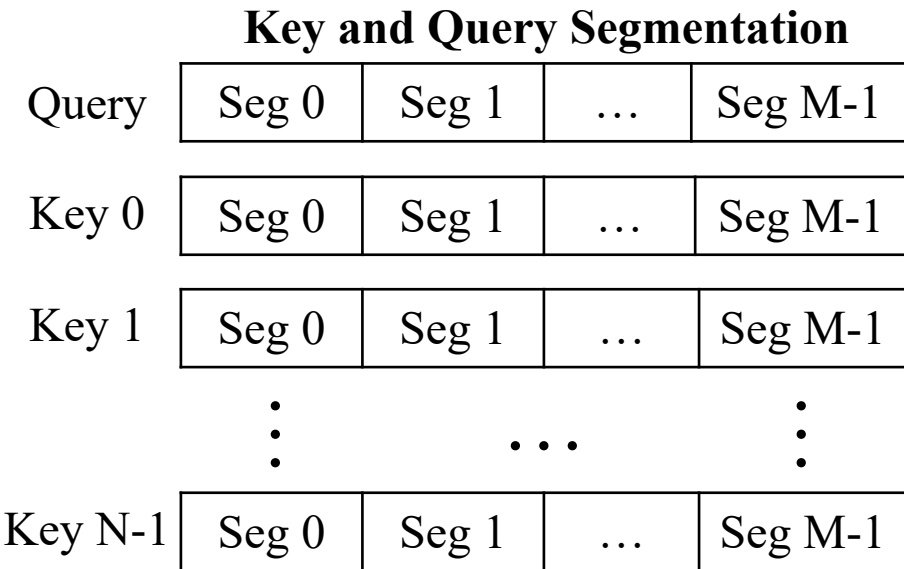 Key and Query Segmentation
Query Seg 0 Seg 1 … Seg M-1
Key 0 Seg 0 Seg 1 … Seg M-1
Key 1 Seg 0 Seg 1 … Seg M-1
⋮ … ⋮
Key N-1 Seg 0 Seg 1 … Seg M-1